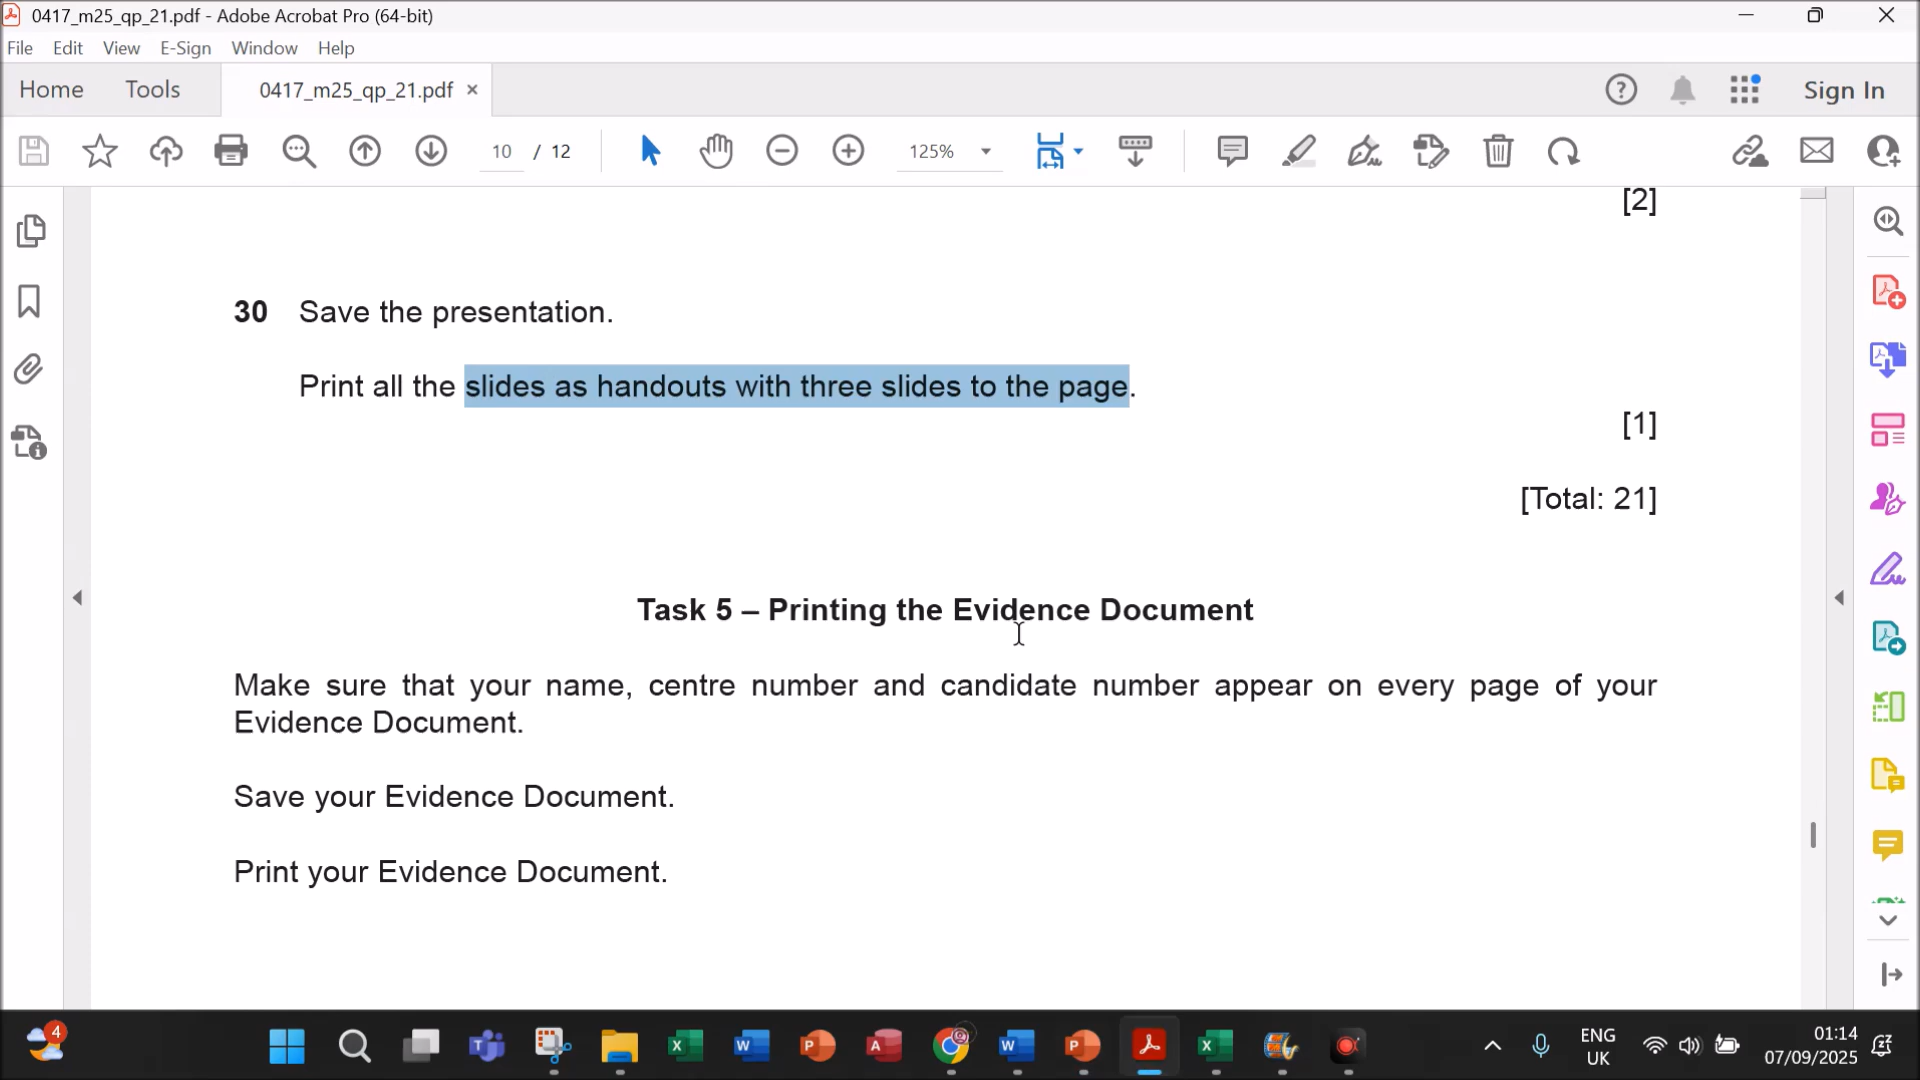 0417_m25_qp_21.pdf - Adobe Acrobat Pro (64-bit)
File Edit View E-Sign Window Help
Home Tools 0417_m25_qp_21.pdf × Sign In
10 / 12 125%
[2]
30 Save the presentation.
Print all the slides as handouts with three slides to the page.
[1]
[Total: 21]
Task 5 – Printing the Evidence Document
Make sure that your name, centre number and candidate number appear on every page of your
Evidence Document.
Save your Evidence Document.
Print your Evidence Document.
4
ENG
UK
01:14
07/09/2025